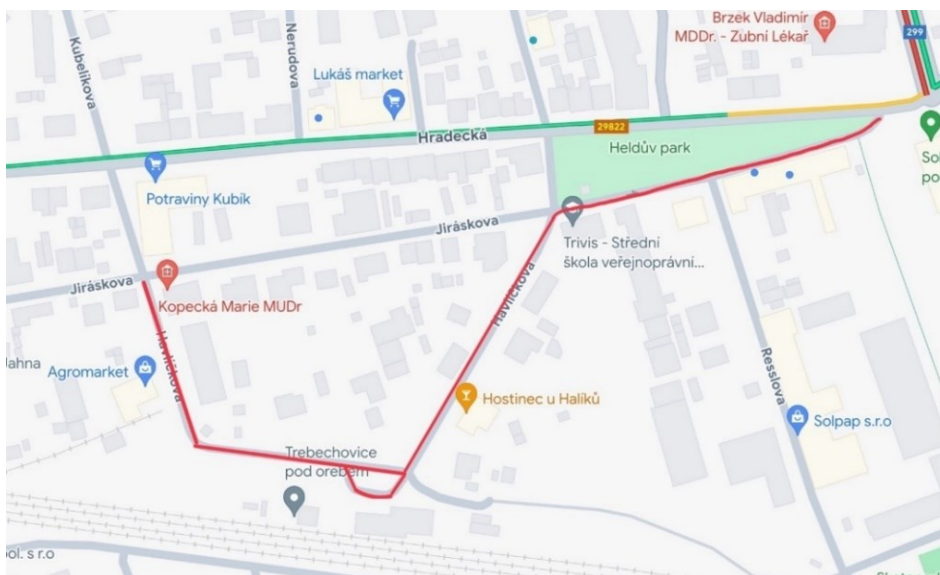 Brzek Vladimír
MDDr. - Zubní Lékař
299
Kubelíkova
Nerudova
Lukáš market
Hradecká
29822
Heldův park
Sol
po
Potraviny Kubík
Jiráskova
Trivis - Střední
škola veřejnoprávní...
Jiráskova
Kopecká Marie MUDr
Havlíčkova
Havlíčkova
Jahna
Agromarket
Hostinec u Halíků
Resslova
Solpap s.r.o
Trebechovice
pod orebem
ol. s r.o